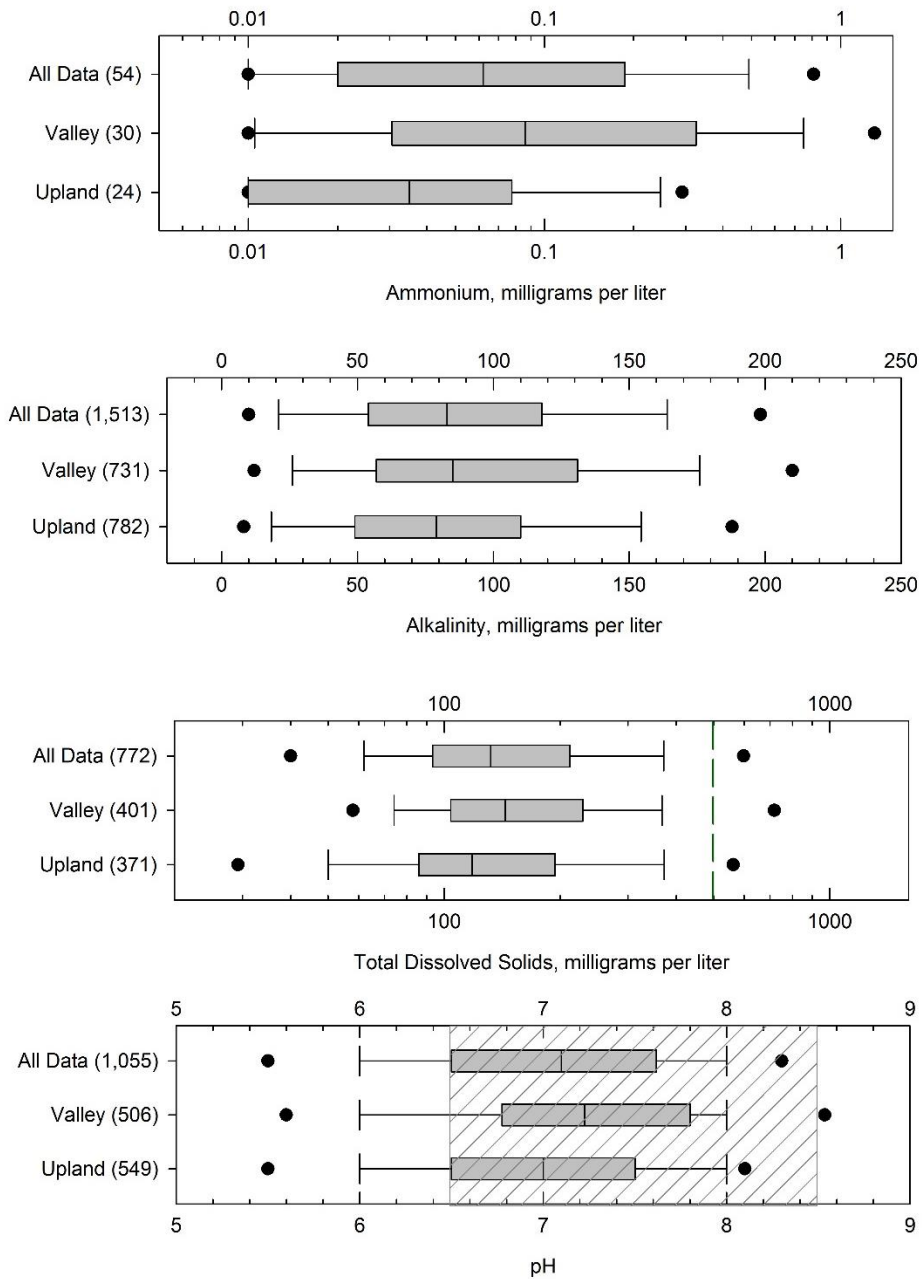 0.01 0.1 1
All Data (54)
Valley (30)
Upland (24)
0.01 0.1 1
Ammonium, milligrams per liter
0 50 100 150 200 250
All Data (1,513)
Valley (731)
Upland (782)
0 50 100 150 200 250
Alkalinity, milligrams per liter
100 1000
All Data (772)
Valley (401)
Upland (371)
100 1000
Total Dissolved Solids, milligrams per liter
5 6 7 8 9
All Data (1,055)
Valley (506)
Upland (549)
5 6 7 8 9
pH